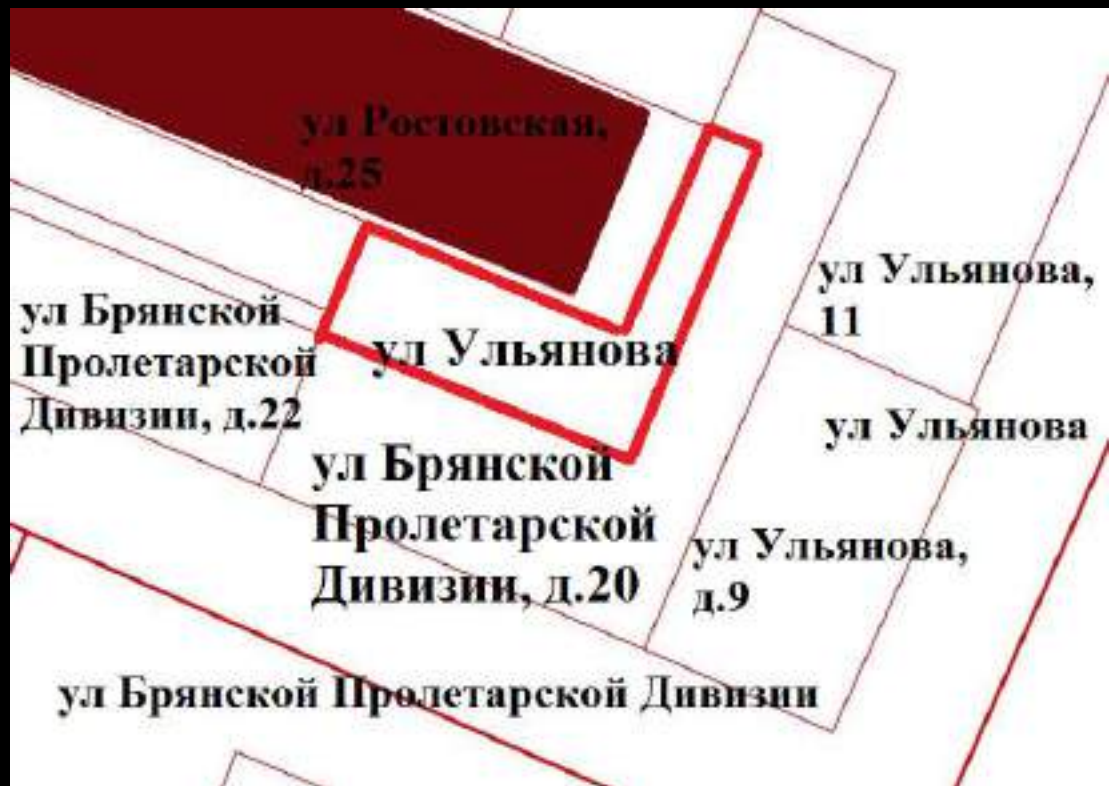 ул Ростовская,
д.25
ул Ульянова,
11
ул Брянской
Пролетарской
Дивизии, д.22
ул Ульянова
ул Ульянова
ул Брянской
Пролетарской
Дивизии, д.20
ул Ульянова,
д.9
ул Брянской Пролетарской Дивизии